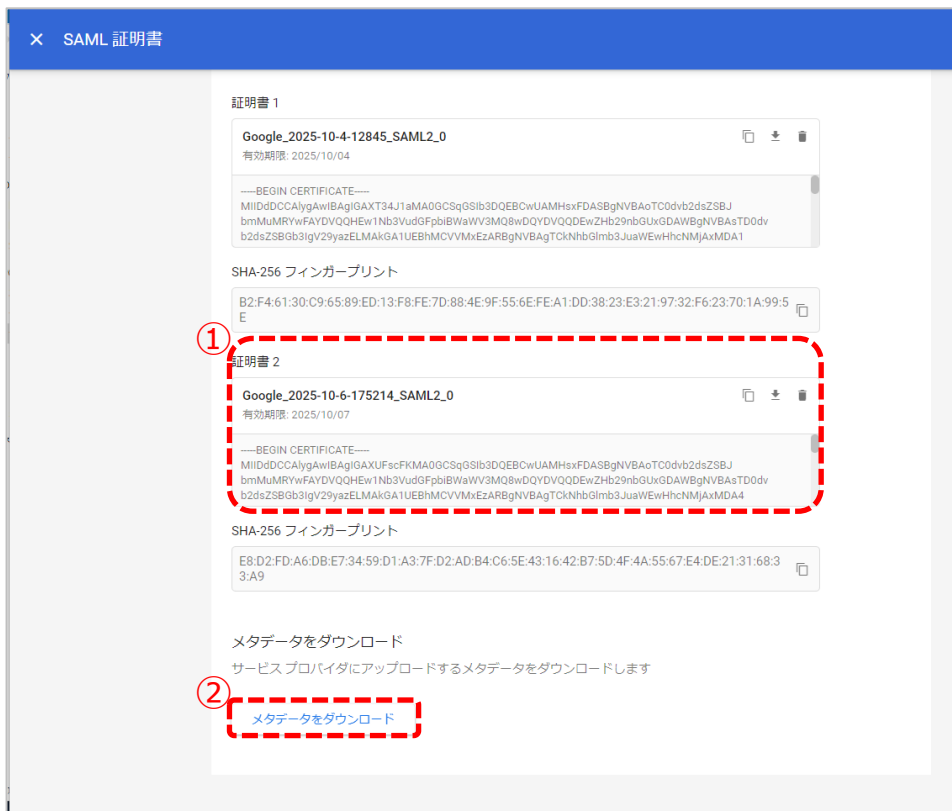 × SAML 証明書
証明書 1
Google_2025-10-4-12845_SAML2_0
有効期限: 2025/10/04
-----BEGIN CERTIFICATE-----
MIIDdDCCAlygAwIBAgIGAXT34J1aMA0GCSqGSIb3DQEBCwUAMHsxFDASBgNVBAoTC0dvb2dsZSBJ
bmMuMRYwFAYDVQQHEw1Nb3VudGFpbiBWaWV3MQ8wDQYDVQQDEwZHb29nbGUxGDAWBgNVBAsTD0dv
b2dsZSBGb3IgV29yazELMAkGA1UEBhMCVVMxEzARBgNVBAgTCkNhbGlmb3JuaWEwHhcNMjAxMDA1
SHA-256 フィンガープリント
B2:F4:61:30:C9:65:89:ED:13:F8:FE:7D:88:4E:9F:55:6E:FE:A1:DD:38:23:E3:21:97:32:F6:23:70:1A:99:5
E
①
証明書 2
Google_2025-10-6-175214_SAML2_0
有効期限: 2025/10/07
-----BEGIN CERTIFICATE-----
MIIDdDCCAlygAwIBAgIGAXUFscFKMA0GCSqGSIb3DQEBCwUAMHsxFDASBgNVBAoTC0dvb2dsZSBJ
bmMuMRYwFAYDVQQHEw1Nb3VudGFpbiBWaWV3MQ8wDQYDVQQDEwZHb29nbGUxGDAWBgNVBAsTD0dv
b2dsZSBGb3IgV29yazELMAkGA1UEBhMCVVMxEzARBgNVBAgTCkNhbGlmb3JuaWEwHhcNMjAxMDA4
SHA-256 フィンガープリント
E8:D2:FD:A6:DB:E7:34:59:D1:A3:7F:D2:AD:B4:C6:5E:43:16:42:B7:5D:4F:4A:55:67:E4:DE:21:31:68:3
3:A9
メタデータをダウンロード
サービス プロバイダにアップロードするメタデータをダウンロードします
②
メタデータをダウンロード